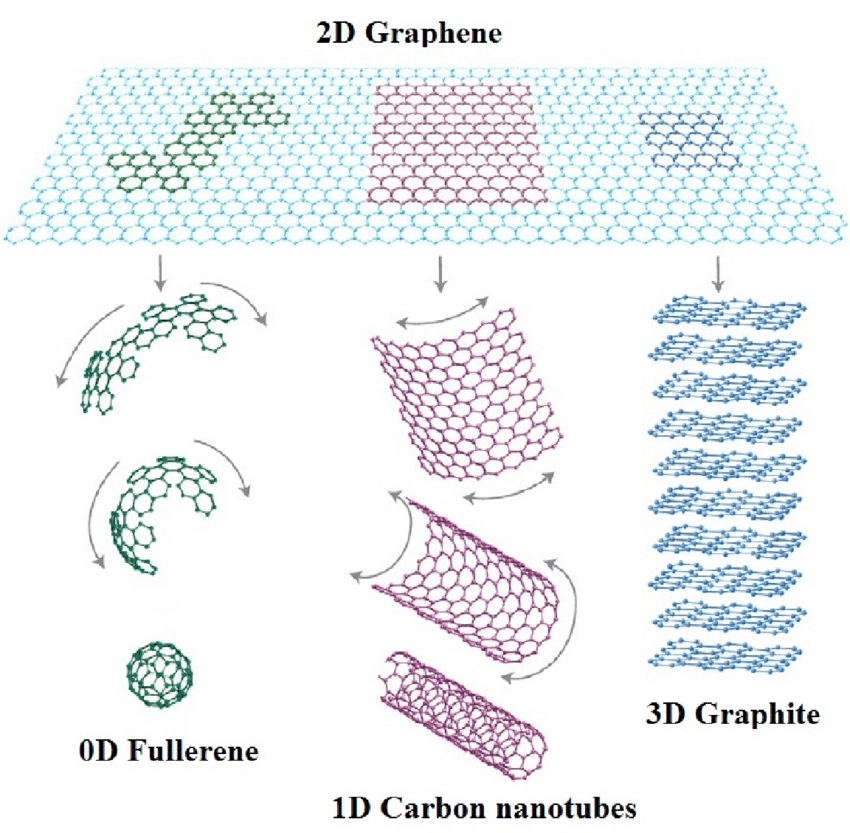 2D Graphene
3D Graphite
0D Fullerene
1D Carbon nanotubes